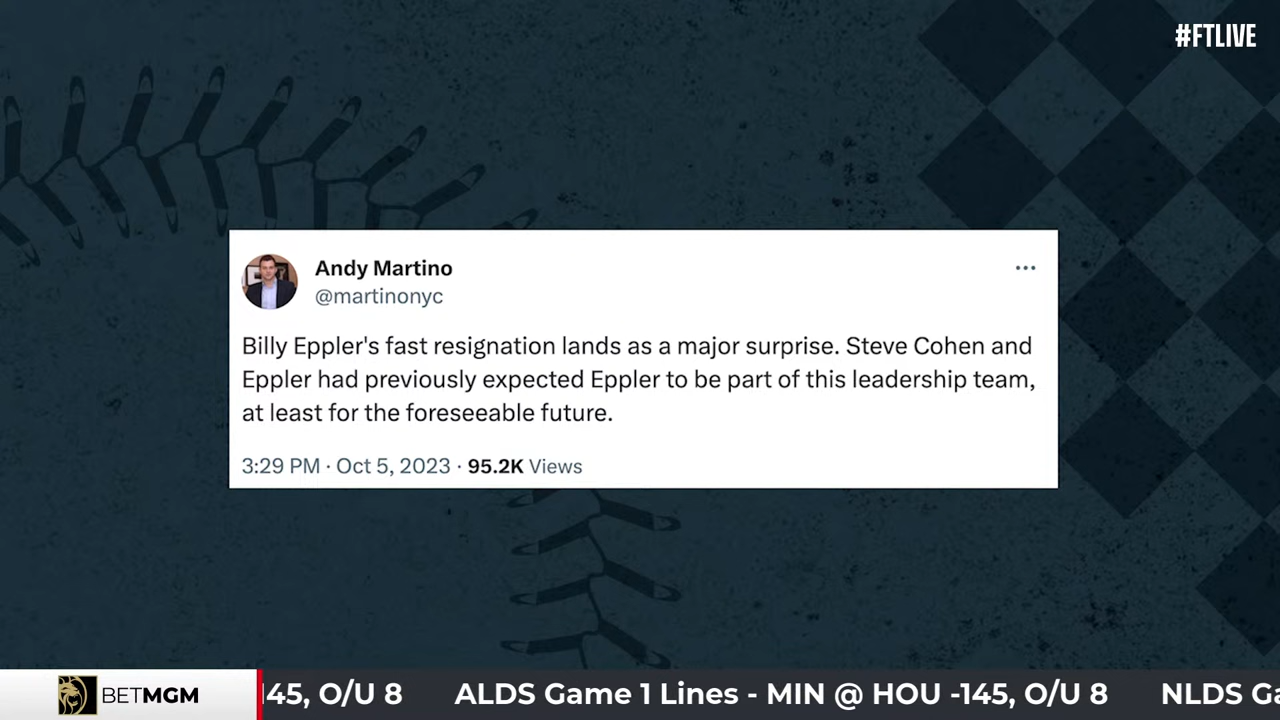 #FTLIVE
Andy Martino
@martinonyc
Billy Eppler's fast resignation lands as a major surprise. Steve Cohen and
Eppler had previously expected Eppler to be part of this leadership team,
at least for the foreseeable future.
3:29 PM · Oct 5, 2023 · 95.2K Views
BETMGM
45, O/U 8 ALDS Game 1 Lines - MIN @ HOU -145, O/U 8 NLDS